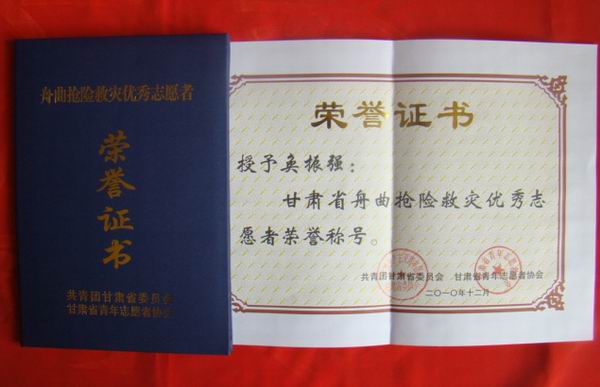 舟曲抢险救灾优秀志愿者
荣誉证书
共青团甘肃省委员会
甘肃省青年志愿者协会
荣誉证书
授予奂振强：
甘肃省舟曲抢险救灾优秀志
愿者荣誉称号。
共青团甘肃省委员会 甘肃省青年志愿者协会
二〇一〇年十二月